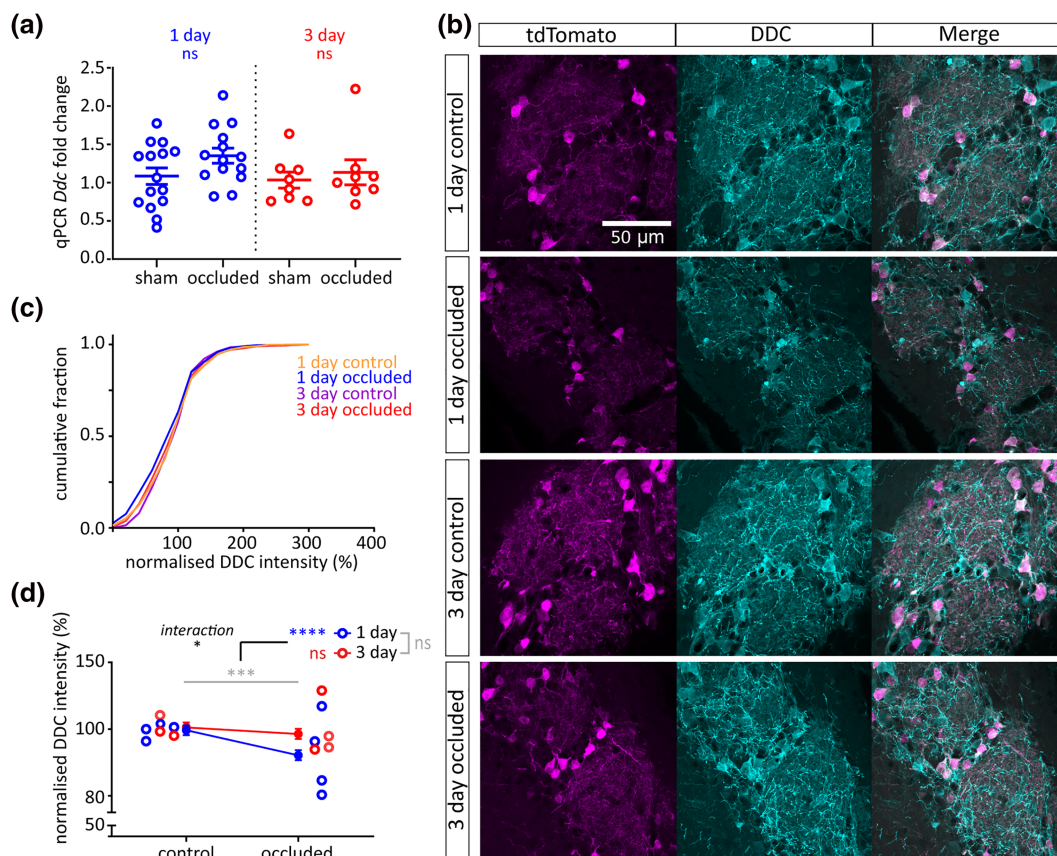 (a)
1 day
ns
3 day
ns
qPCR Ddc fold change
2.5
2.0
1.5
1.0
0.5
0.0
sham occluded sham occluded
(b)
tdTomato DDC Merge
1 day control
50 μm
1 day occluded
3 day control
3 day occluded
(c)
cumulative fraction
1.0
0.5
0.0
1 day control
1 day occluded
3 day control
3 day occluded
100 200 300 400
normalised DDC intensity (%)
(d)
normalised DDC intensity (%)
interaction
*
**** 1 day
ns 3 day
ns
***
150
100
80
50
control occluded